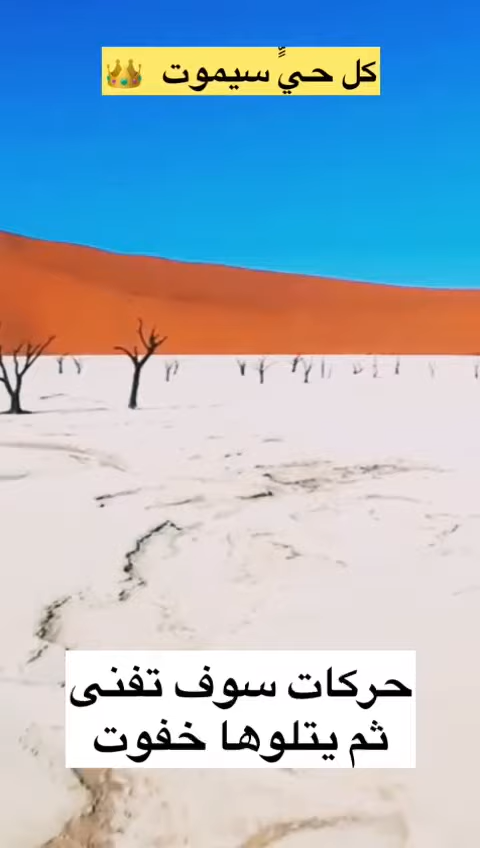 كل حيٍّ سيموت 👑👑
حركات سوف تفنى
ثم يتلوها خفوت